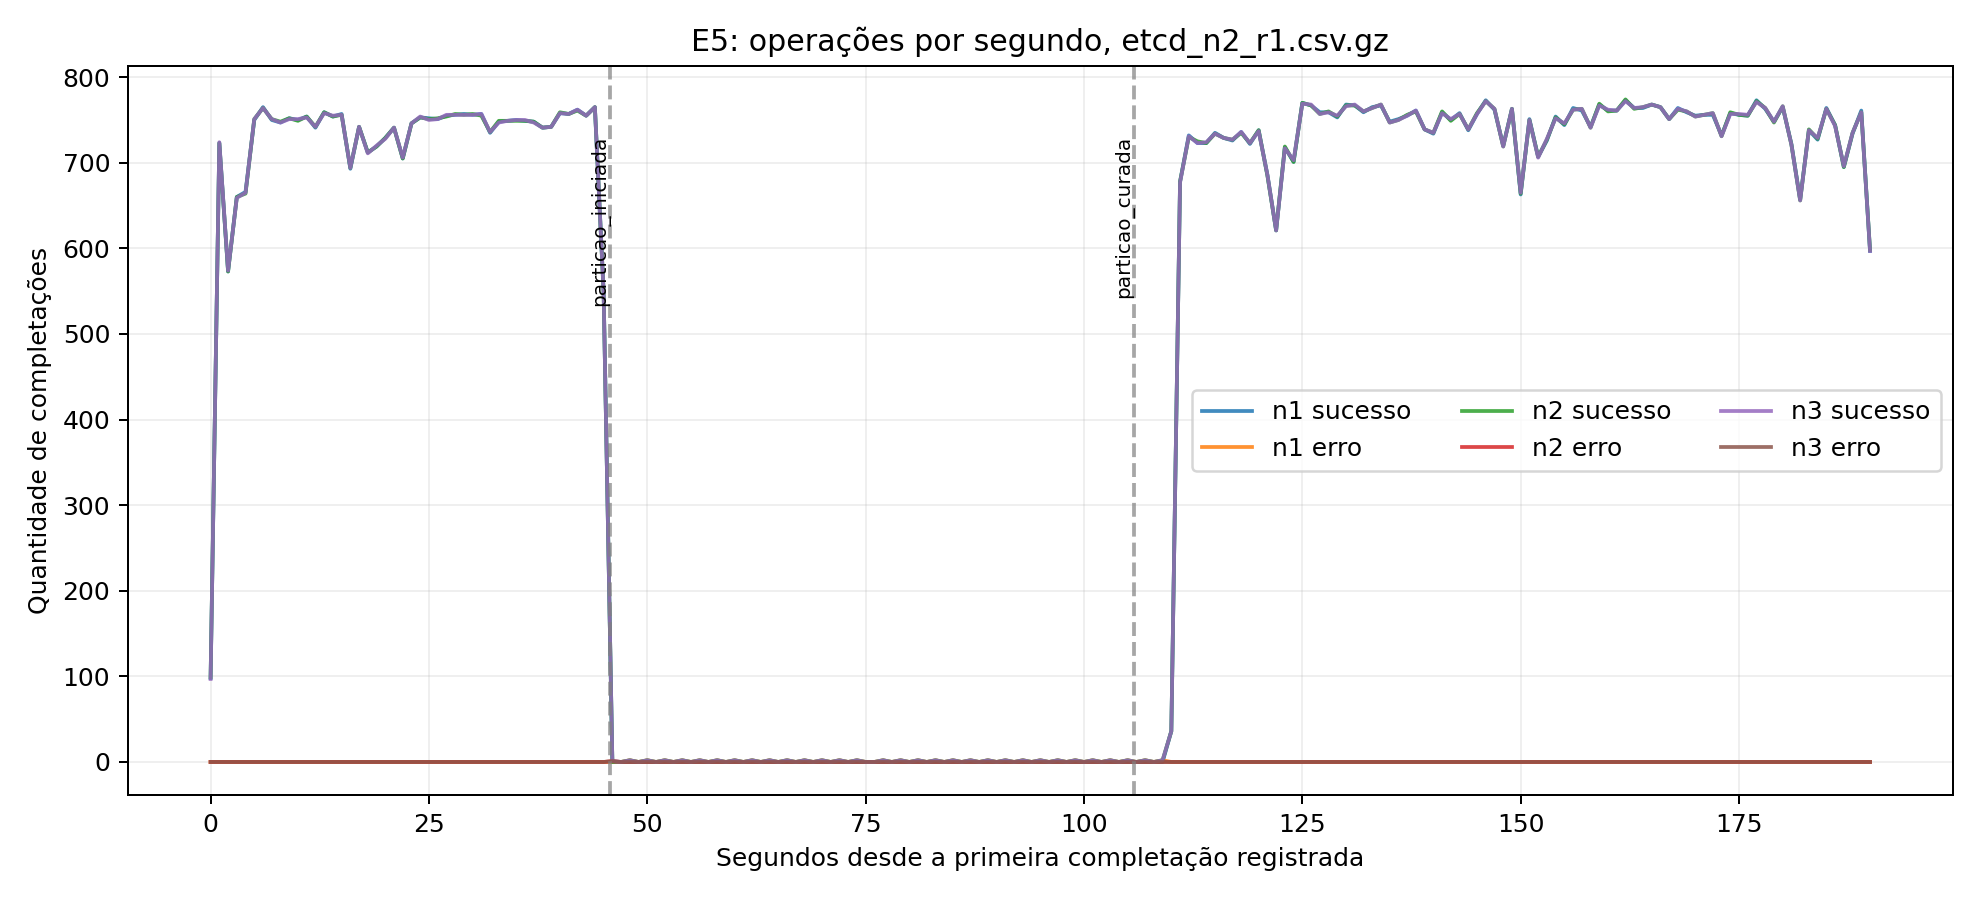 E5: operações por segundo, etcd_n2_r1.csv.gz
Quantidade de completações
800
700
600
500
400
300
200
100
0
particao_iniciada
particao_curada
n1 sucesso
n2 sucesso
n3 sucesso
n1 erro
n2 erro
n3 erro
0
25
50
75
100
125
150
175
Segundos desde a primeira completação registrada